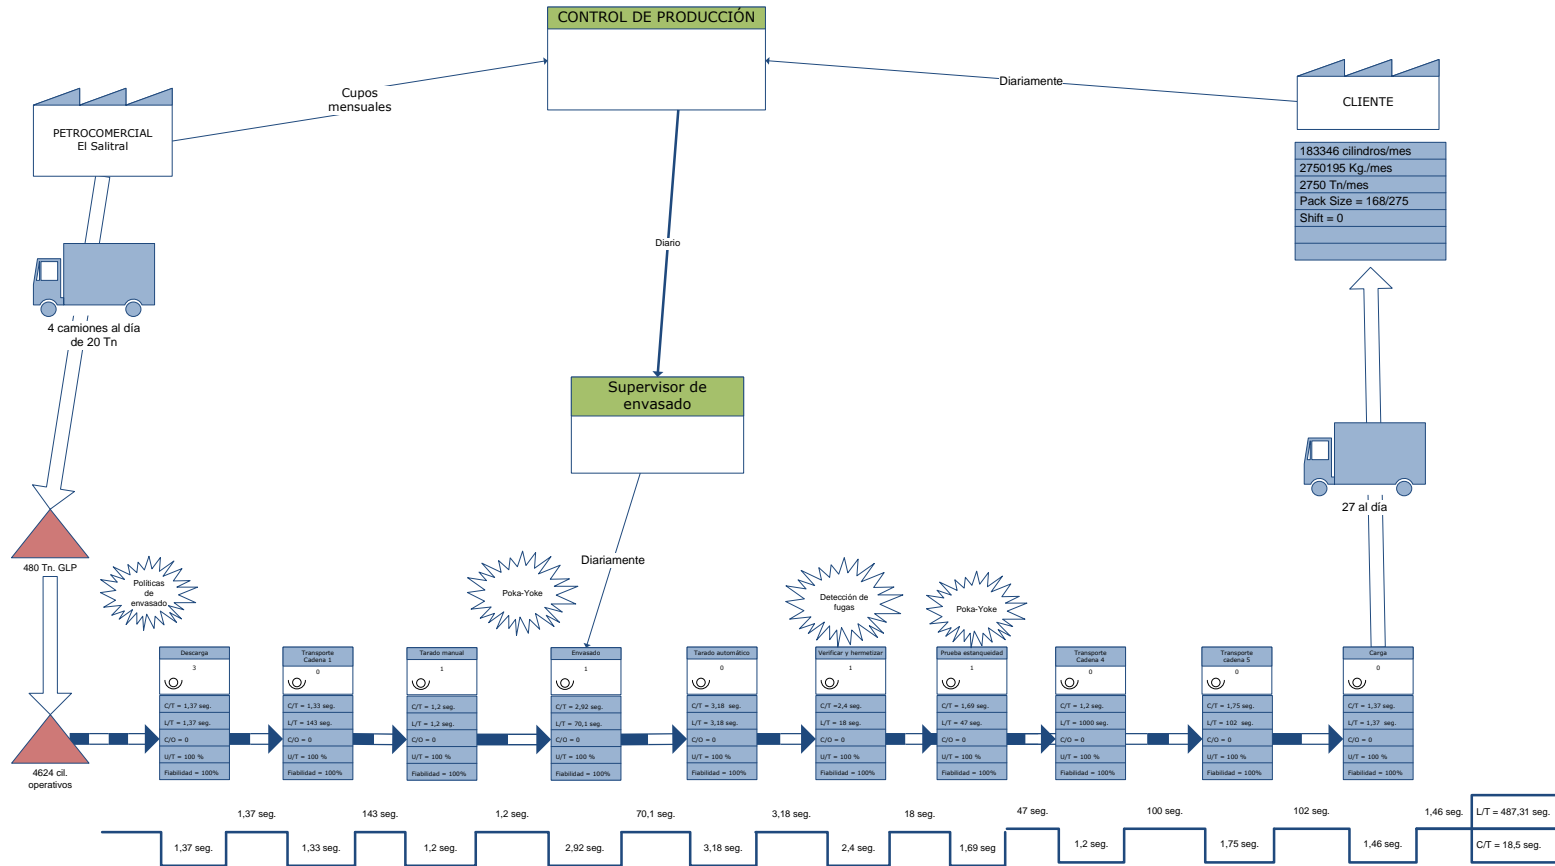 CONTROL DE PRODUCCIÓN
Cupos
mensuales
Diariamente
PETROCOMERCIAL
El Salitral
CLIENTE
183346 cilindros/mes
2750195 Kg./mes
2750 Tn/mes
Pack Size = 168/275
Shift = 0
Diario
4 camiones al día
de 20 Tn
Supervisor de
envasado
27 al día
480 Tn. GLP
Diariamente
Políticas
de
envasado
Poka-Yoke
Detección de
fugas
Poka-Yoke
Descarga
3
C/T = 1,37 seg.
L/T = 1,37 seg.
C/O = 0
U/T = 100 %
Fiabilidad = 100%
Transporte
Cadena 1
0
C/T = 1,33 seg.
L/T = 143 seg.
C/O = 0
U/T = 100 %
Fiabilidad = 100%
Tarado manual
1
C/T = 1,2 seg.
L/T = 1,2 seg.
C/O = 0
U/T = 100 %
Fiabilidad = 100%
Envasado
1
C/T = 2,92 seg.
L/T = 70,1 seg.
C/O = 0
U/T = 100 %
Fiabilidad = 100%
Tarado automático
0
C/T = 3,18 seg.
L/T = 3,18 seg.
C/O = 0
U/T = 100 %
Fiabilidad = 100%
Verificar y hermetizar
1
C/T =2,4 seg.
L/T = 18 seg.
C/O = 0
U/T = 100 %
Fiabilidad = 100%
Prueba estanqueidad
1
C/T = 1,69 seg.
L/T = 47 seg.
C/O = 0
U/T = 100 %
Fiabilidad = 100%
Transporte
Cadena 4
0
C/T = 1,2 seg.
L/T = 1000 seg.
C/O = 0
U/T = 100 %
Fiabilidad = 100%
Transporte
cadena 5
0
C/T = 1,75 seg.
L/T = 102 seg.
C/O = 0
U/T = 100 %
Fiabilidad = 100%
Carga
0
C/T = 1,37 seg.
L/T = 1,37 seg.
C/O = 0
U/T = 100 %
Fiabilidad = 100%
4624 cil.
operativos
1,37 seg. 143 seg. 1,2 seg. 70,1 seg. 3,18 seg. 18 seg. 47 seg. 100 seg. 102 seg. 1,46 seg. L/T = 487,31 seg.
1,37 seg. 1,33 seg. 1,2 seg. 2,92 seg. 3,18 seg. 2,4 seg. 1,69 seg 1,2 seg. 1,75 seg. 1,46 seg. C/T = 18,5 seg.